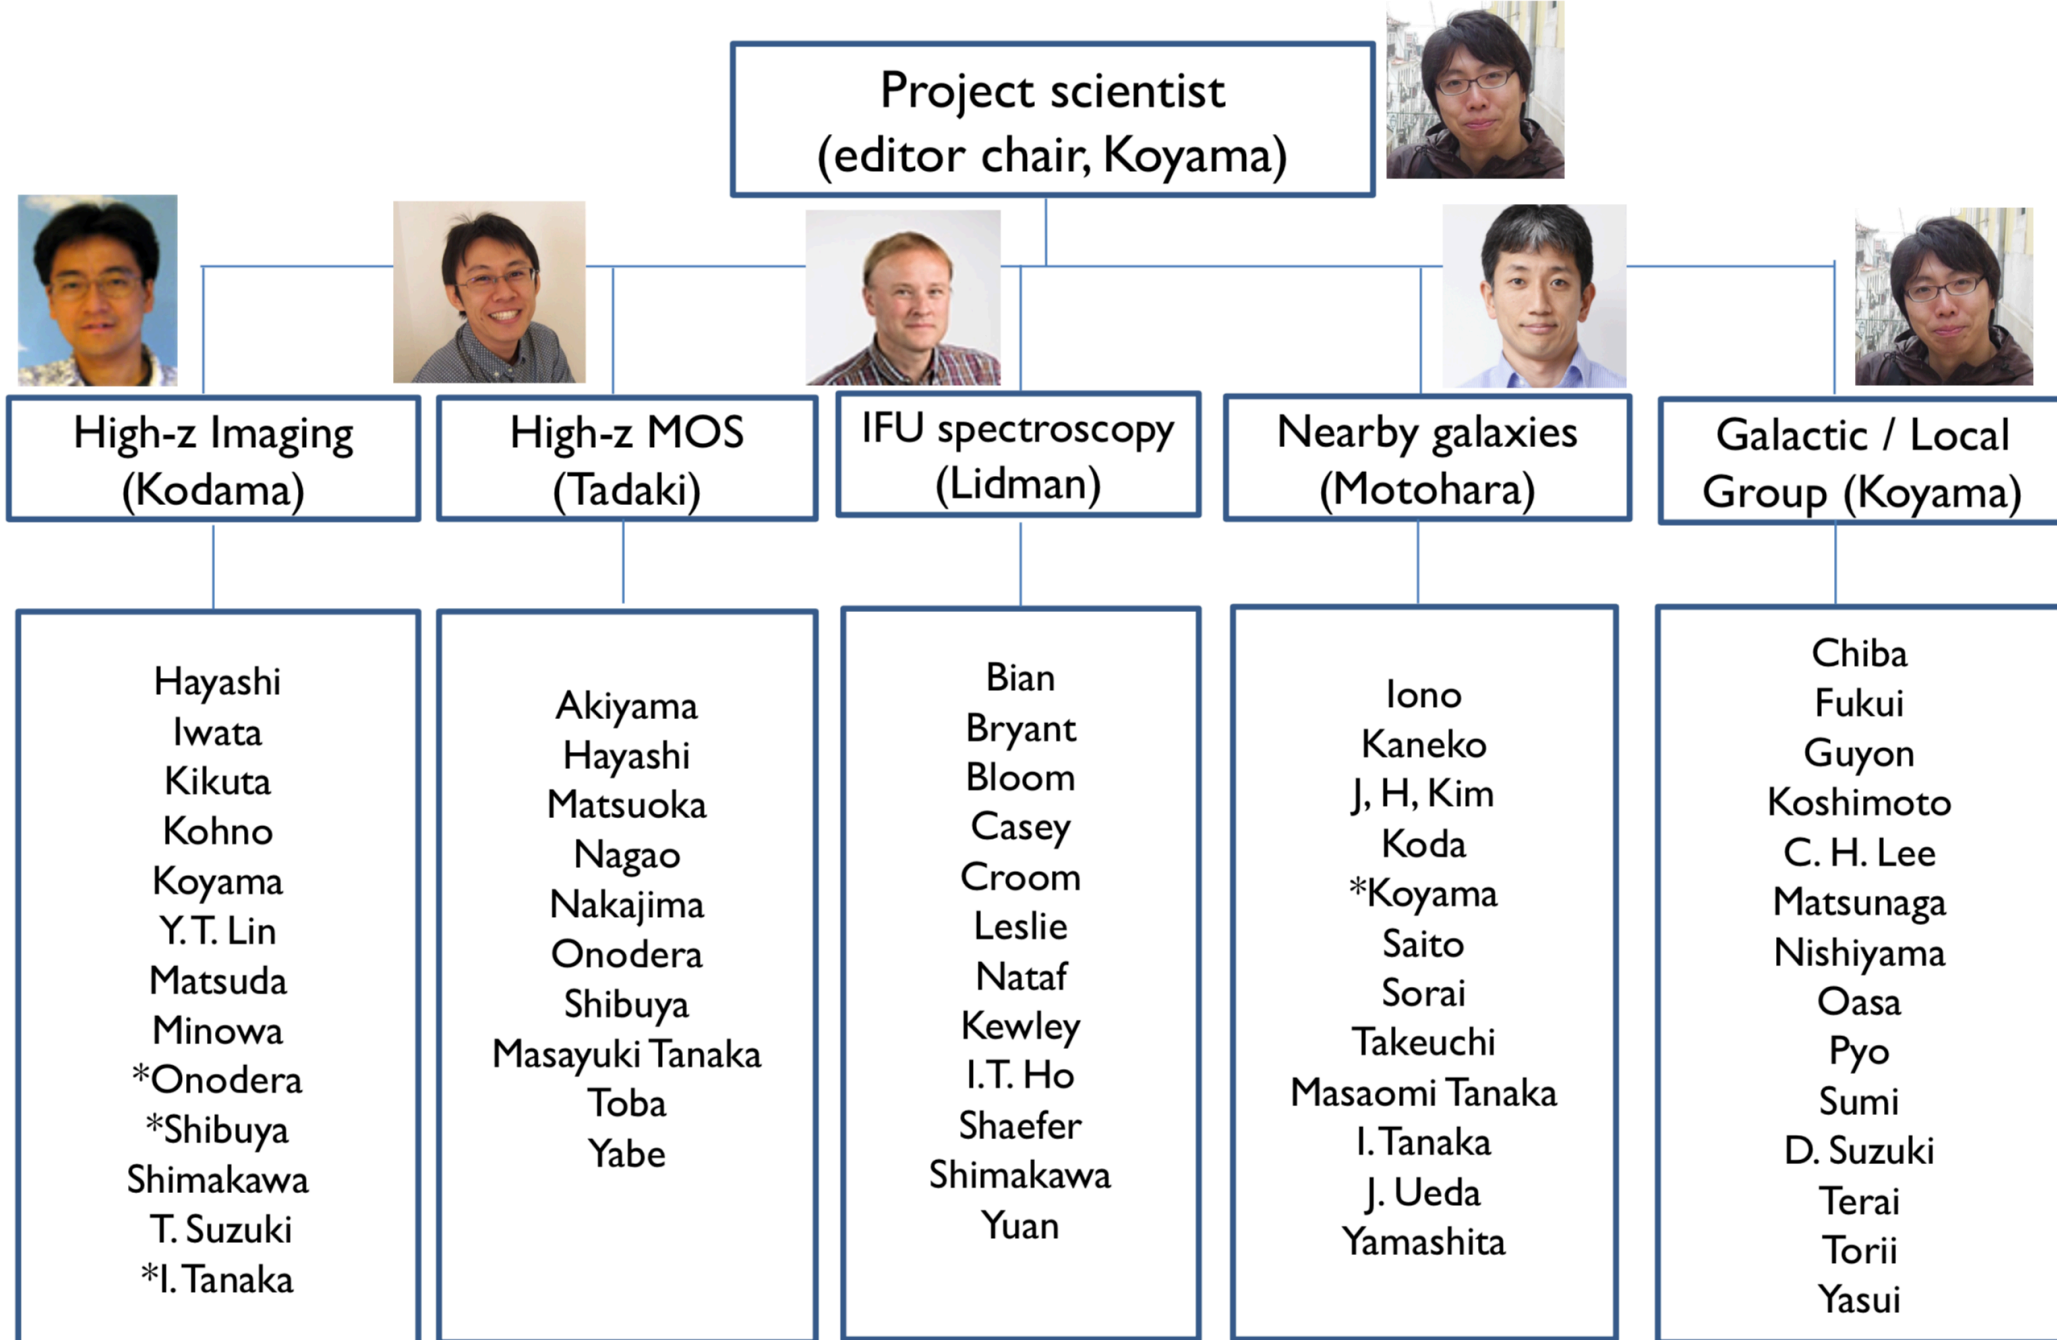 Project scientist
(editor chair, Koyama)
High-z Imaging
(Kodama)
High-z MOS
(Tadaki)
IFU spectroscopy
(Lidman)
Nearby galaxies
(Motohara)
Galactic / Local
Group (Koyama)
Hayashi
Iwata
Kikuta
Kohno
Koyama
Y. T. Lin
Matsuda
Minowa
*Onodera
*Shibuya
Shimakawa
T. Suzuki
*I. Tanaka
Akiyama
Hayashi
Matsuoka
Nagao
Nakajima
Onodera
Shibuya
Masayuki Tanaka
Toba
Yabe
Bian
Bryant
Bloom
Casey
Croom
Leslie
Nataf
Kewley
I.T. Ho
Shaefer
Shimakawa
Yuan
Iono
Kaneko
J, H, Kim
Koda
*Koyama
Saito
Sorai
Takeuchi
Masaomi Tanaka
I. Tanaka
J. Ueda
Yamashita
Chiba
Fukui
Guyon
Koshimoto
C. H. Lee
Matsunaga
Nishiyama
Oasa
Pyo
Sumi
D. Suzuki
Terai
Torii
Yasui